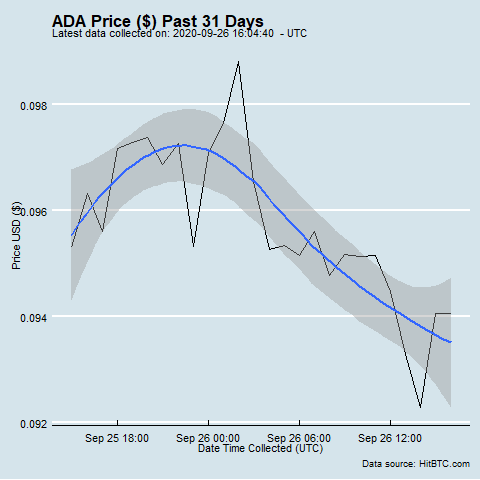 ADA Price ($) Past 31 Days
Latest data collected on: 2020-09-26 16:04:40 - UTC
0.098
0.096
0.094
0.092
Price USD ($)
Sep 25 18:00 Sep 26 00:00 Sep 26 06:00 Sep 26 12:00
Date Time Collected (UTC)
Data source: HitBTC.com